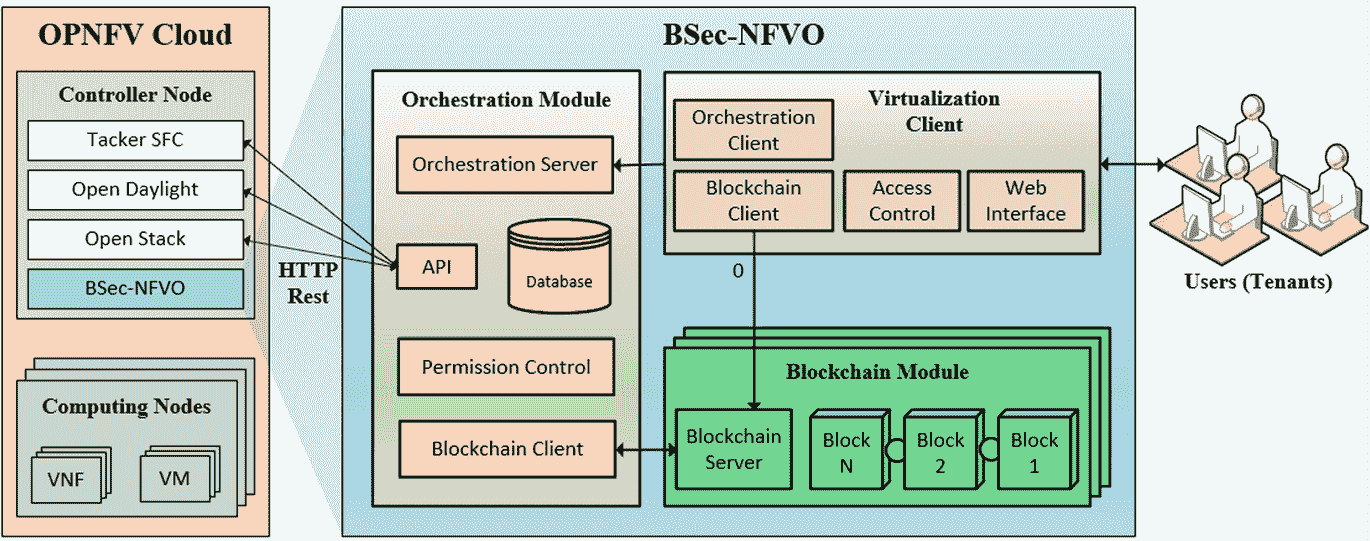 OPNFV Cloud
Controller Node
Tacker SFC
Open Daylight
Open Stack
BSec-NFVO
Computing Nodes
VNF
VM
HTTP
Rest
BSec-NFVO
Orchestration Module
Orchestration Server
API
Database
Permission Control
Blockchain Client
Virtualization
Client
Orchestration
Client
Blockchain
Client
Access
Control
Web
Interface
0
Blockchain Module
Blockchain
Server
Block
N
Block
2
Block
1
Users (Tenants)